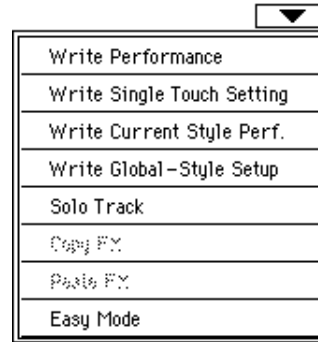 Write Performance
Write Single Touch Setting
Write Current Style Perf.
Write Global-Style Setup
Solo Track
Copy FX
Paste FX
Easy Mode